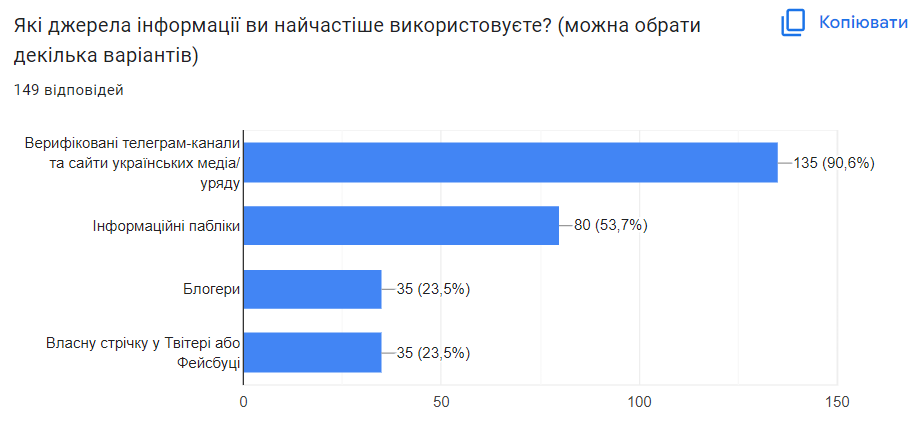 Які джерела інформації ви найчастіше використовуєте? (можна обрати
декілька варіантів)
Копіювати
149 відповідей
Верифіковані телеграм-канали
та сайти українських медіа/
уряду
135 (90,6%)
Інформаційні пабліки
80 (53,7%)
Блогери
35 (23,5%)
Власну стрічку у Твітері або
Фейсбуці
35 (23,5%)
0
50
100
150